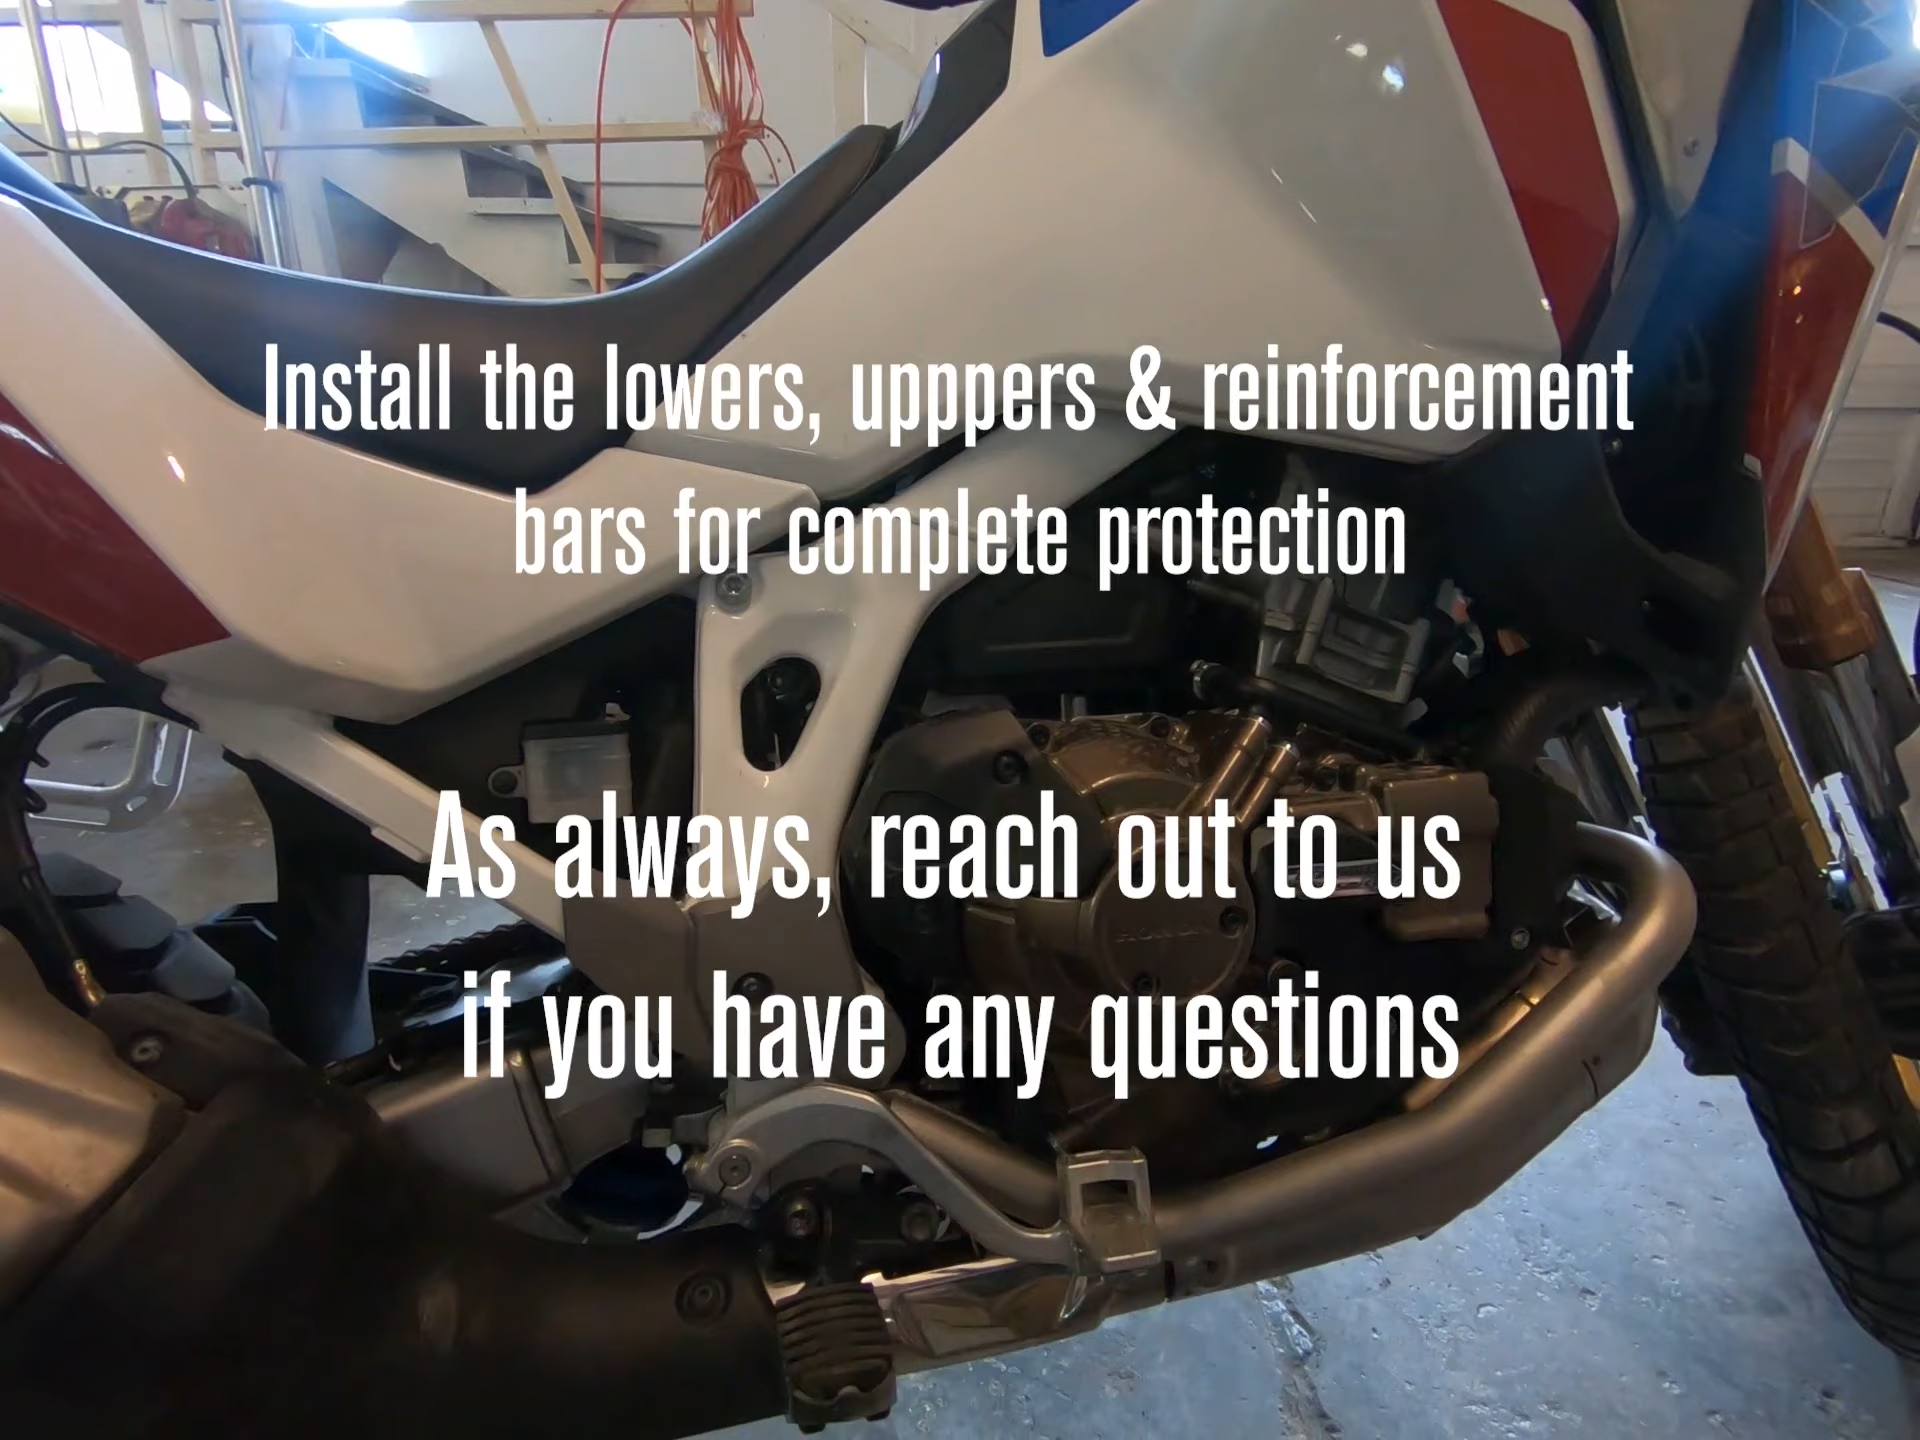 Install the lowers, upppers & reinforcement
bars for complete protection
As always, reach out to us
if you have any questions
HONDA